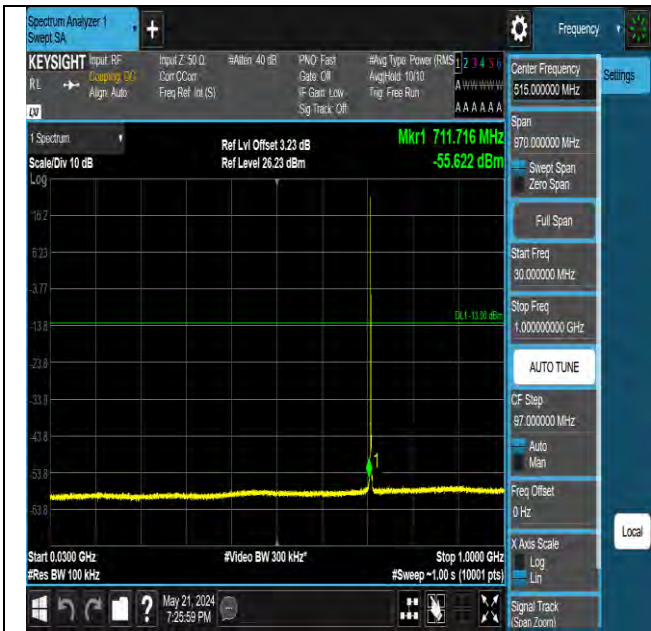 Spectrum Analyzer 1
Swept SA
+
Frequency
KEYSIGHT
RL
LXI
Input: RF
Coupling: DC
Align: Auto
Input Z: 50 Ω
Corr CCorr
Freq Ref: Int (S)
#Atten: 40 dB
PNO: Fast
Gate: Off
IF Gain: Low
Sig Track: Off
#Avg Type: Power (RMS
Avg|Hold: 10/10
Trig: Free Run
1 2 3 4 5 6
A W W W W W
A A A A A A
1 Spectrum
Scale/Div 10 dB
Log
Ref Lvl Offset 3.23 dB
Ref Level 26.23 dBm
Mkr1 711.716 MHz
-55.622 dBm
16.2
6.23
-3.77
-13.8
-23.8
-33.8
-43.8
-53.8
-63.8
DL1 -13.00 dBm
1
Start 0.0300 GHz
#Res BW 100 kHz
#Video BW 300 kHz*
Stop 1.0000 GHz
#Sweep ~1.00 s (10001 pts)
?
May 21, 2024
7:25:59 PM
Center Frequency
515.000000 MHz
Span
970.000000 MHz
Swept Span
Zero Span
Full Span
Start Freq
30.000000 MHz
Stop Freq
1.000000000 GHz
AUTO TUNE
CF Step
97.000000 MHz
Auto
Man
Freq Offset
0 Hz
X Axis Scale
Log
Lin
Signal Track
(Span Zoom)
Settings
Local